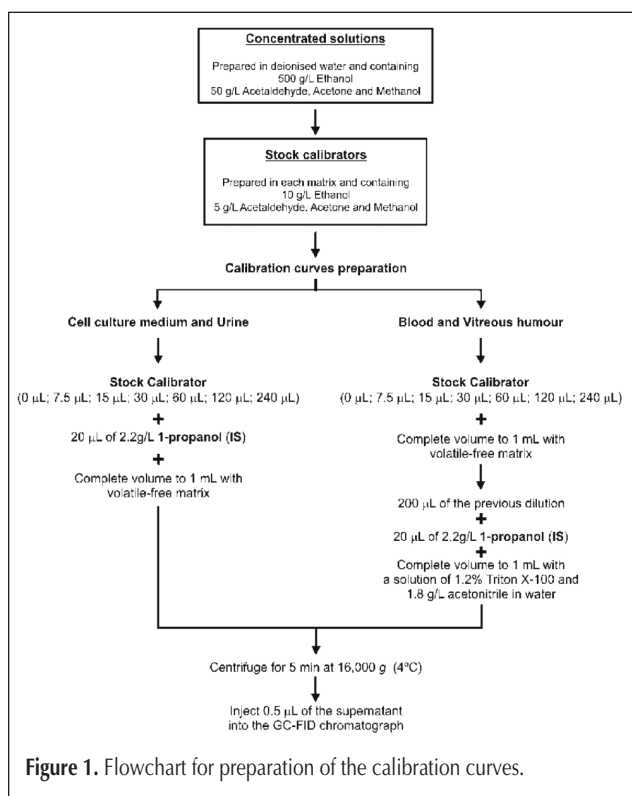 Concentrated solutions
Prepared in deionised water and containing
500 g/L Ethanol
50 g/L Acetaldehyde, Acetone and Methanol
Stock calibrators
Prepared in each matrix and containing
10 g/L Ethanol
5 g/L Acetaldehyde, Acetone and Methanol
Calibration curves preparation
Cell culture medium and Urine
Stock Calibrator
(0 µL; 7.5 µL; 15 µL; 30 µL; 60 µL; 120 µL; 240 µL)
+
20 µL of 2.2g/L 1-propanol (IS)
+
Complete volume to 1 mL with
volatile-free matrix
Blood and Vitreous humour
Stock Calibrator
(0 µL; 7.5 µL; 15 µL; 30 µL; 60 µL; 120 µL; 240 µL)
+
Complete volume to 1 mL with
volatile-free matrix
200 µL of the previous dilution
+
20 µL of 2.2g/L 1-propanol (IS)
+
Complete volume to 1 mL with
a solution of 1.2% Triton X-100 and
1.8 g/L acetonitrile in water
Centrifuge for 5 min at 16,000 g (4ºC)
Inject 0.5 µL of the supematant
into the GC-FID chromatograph
Figure 1. Flowchart for preparation of the calibration curves.